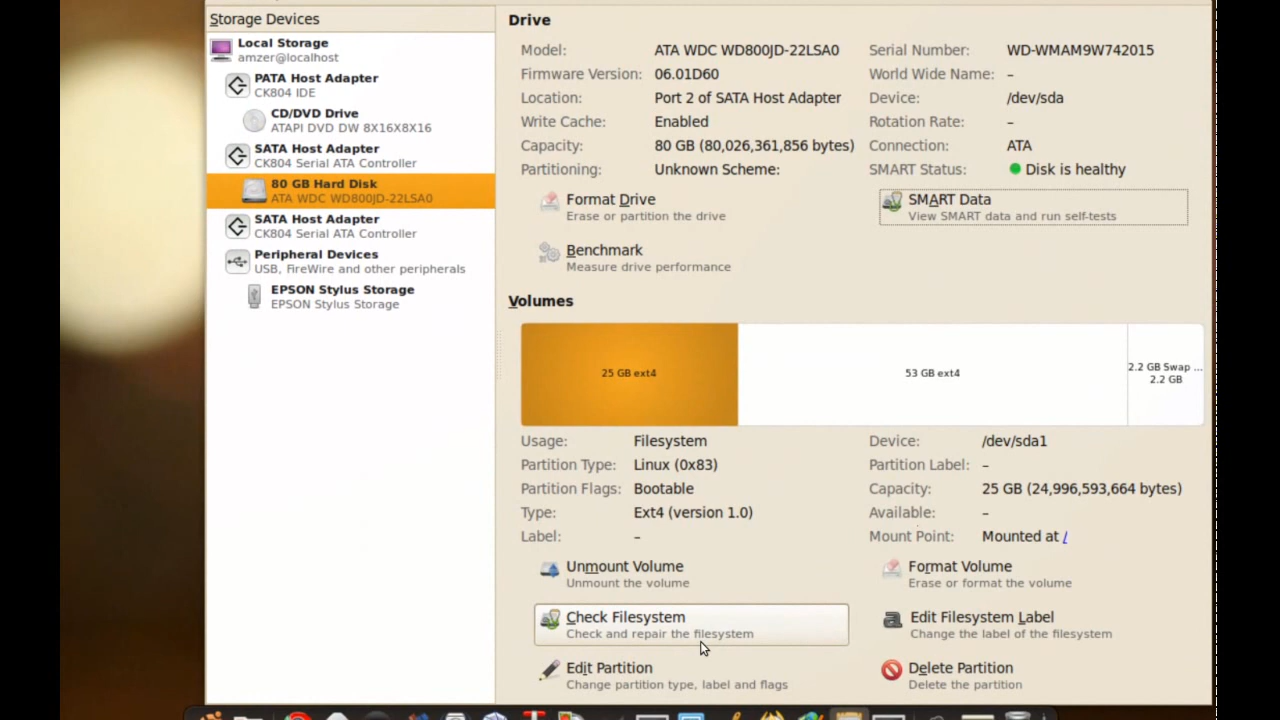 Storage Devices
Local Storage
amzer@localhost
PATA Host Adapter
CK804 IDE
CD/DVD Drive
ATAPI DVD DW 8X16X8X16
SATA Host Adapter
CK804 Serial ATA Controller
80 GB Hard Disk
ATA WDC WD800JD-22LSA0
SATA Host Adapter
CK804 Serial ATA Controller
Peripheral Devices
USB, FireWire and other peripherals
EPSON Stylus Storage
EPSON Stylus Storage
Drive
Model: ATA WDC WD800JD-22LSA0 Serial Number: WD-WMAM9W742015
Firmware Version: 06.01D60 World Wide Name: –
Location: Port 2 of SATA Host Adapter Device: /dev/sda
Write Cache: Enabled Rotation Rate: –
Capacity: 80 GB (80,026,361,856 bytes) Connection: ATA
Partitioning: Unknown Scheme: SMART Status: Disk is healthy
Format Drive SMART Data
Erase or partition the drive View SMART data and run self-tests
Benchmark
Measure drive performance
Volumes
25 GB ext4 53 GB ext4 2.2 GB Swap ...
2.2 GB
Usage: Filesystem Device: /dev/sda1
Partition Type: Linux (0x83) Partition Label: –
Partition Flags: Bootable Capacity: 25 GB (24,996,593,664 bytes)
Type: Ext4 (version 1.0) Available: –
Label: – Mount Point: Mounted at /
Unmount Volume Format Volume
Unmount the volume Erase or format the volume
Check Filesystem Edit Filesystem Label
Check and repair the filesystem Change the label of the filesystem
Edit Partition Delete Partition
Change partition type, label and flags Delete the partition